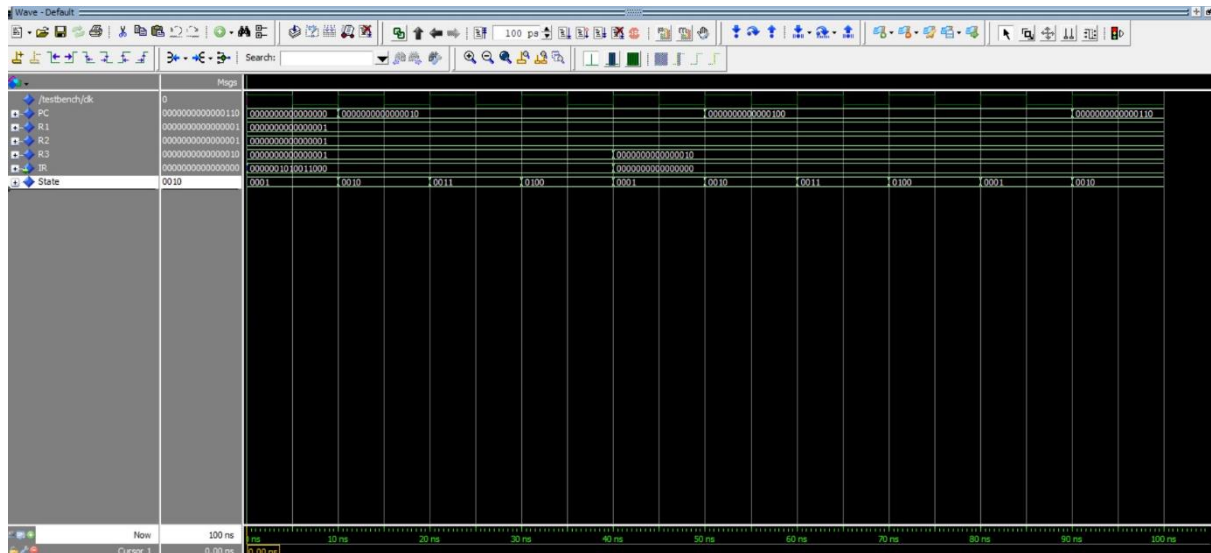 Wave - Default
100 ps
Search:
Msgs
/testbench/clk 0
PC 0000000000000110 0000000000000000 0000000000000010 0000000000000100 0000000000000110
R1 0000000000000001 0000000000000001
R2 0000000000000001 0000000000000001
R3 0000000000000010 0000000000000001 0000000000000010
IR 0000000000000000 0000001010011000 0000000000000000
State 0010 0001 0010 0011 0100 0001 0010 0011 0100 0001 0010
Now 100 ns ns 10 ns 20 ns 30 ns 40 ns 50 ns 60 ns 70 ns 80 ns 90 ns 100 ns
Cursor 1 0.00 ns 0.00 ns